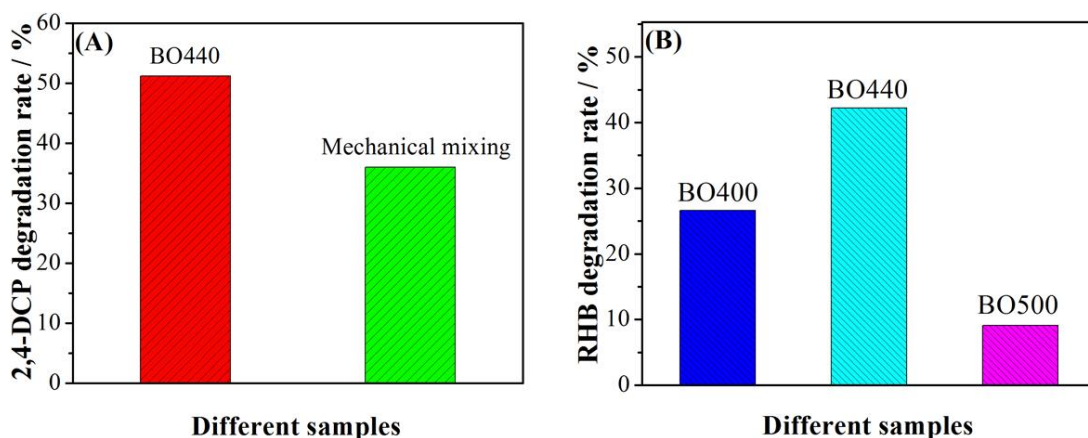 (A)
2,4-DCP degradation rate / %
60
50
40
30
20
10
0
BO440
Mechanical mixing
Different samples
(B)
RHB degradation rate / %
50
40
30
20
10
0
BO400
BO440
BO500
Different samples